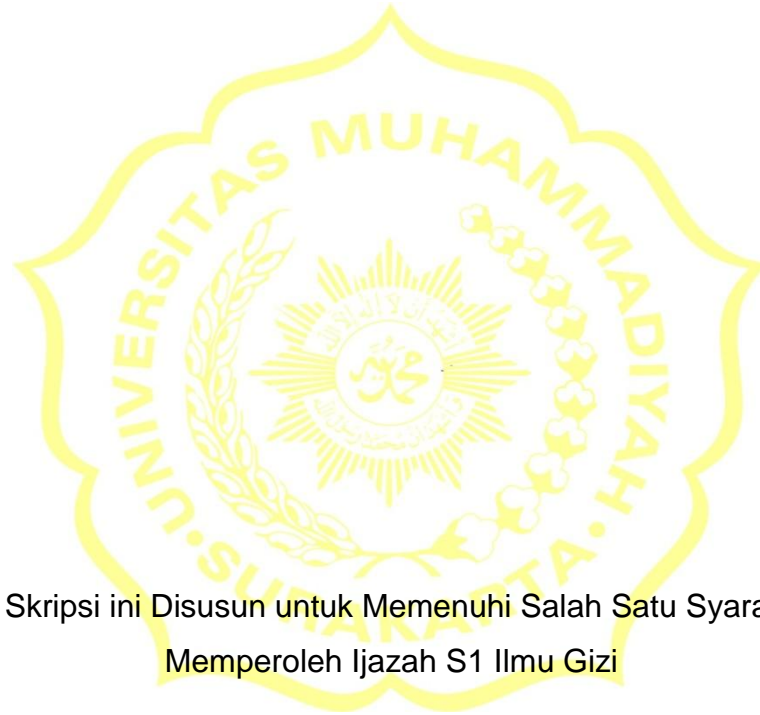 UNIVERSITAS MUHAMMADIYAH
• SURAKARTA •
Skripsi ini Disusun untuk Memenuhi Salah Satu Syara
Memperoleh Ijazah S1 Ilmu Gizi